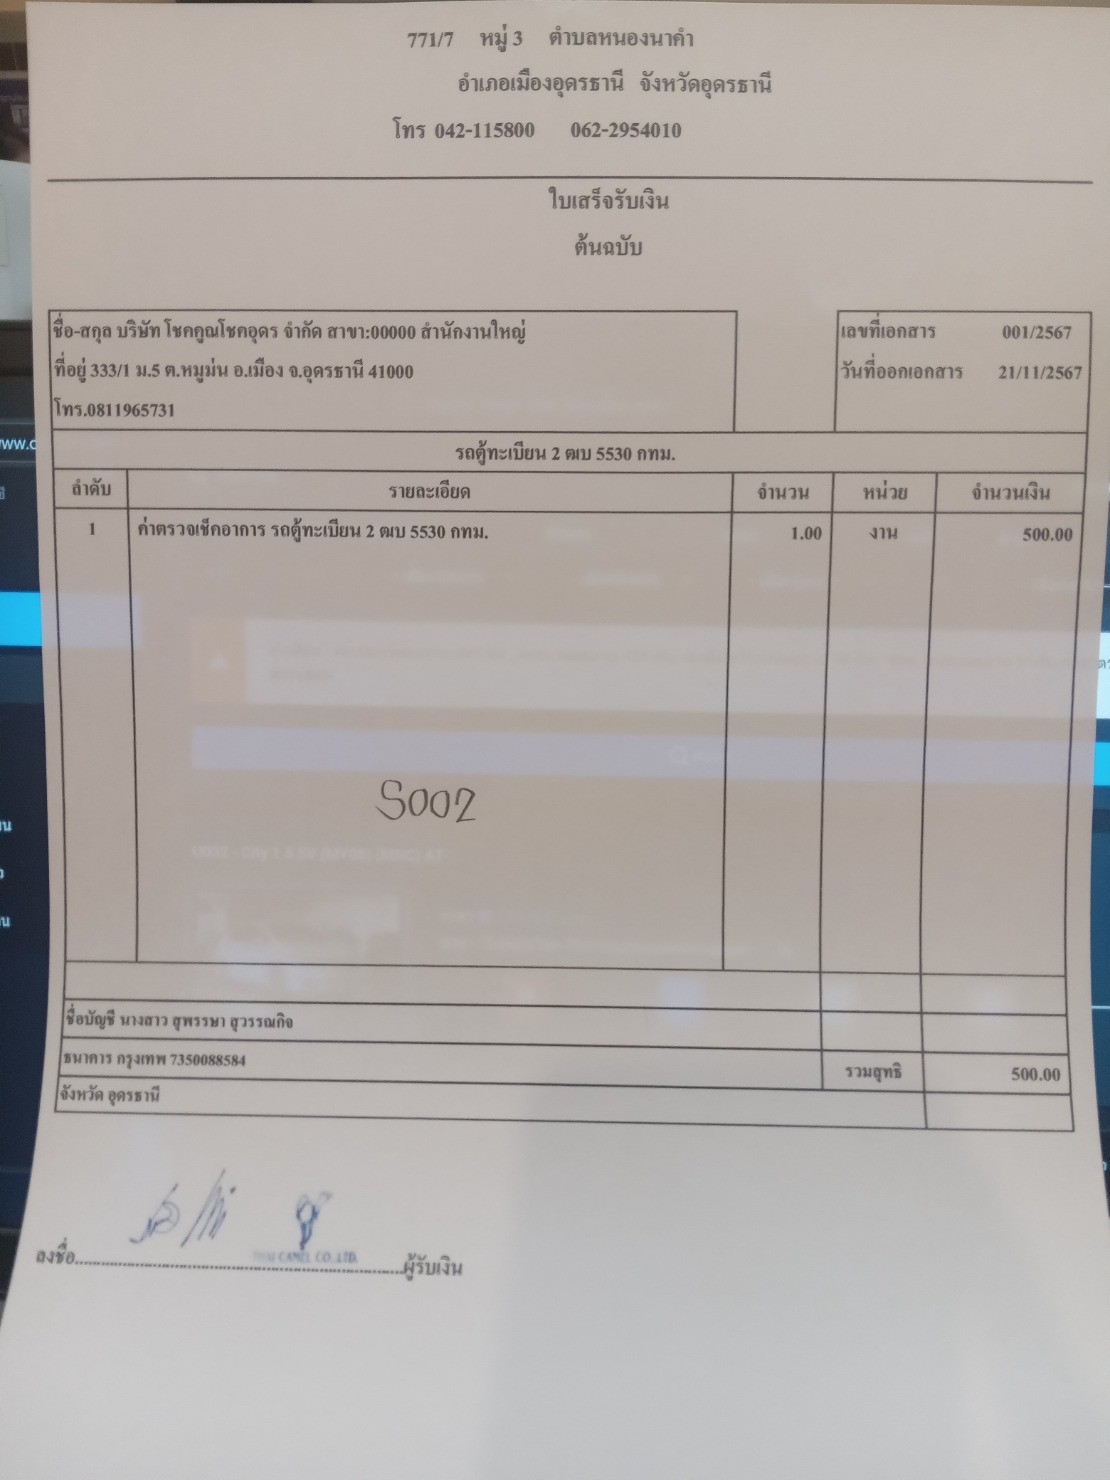 771/7 หมู่ 3 ตำบลหนองนาคำ
อำเภอเมืองอุดรธานี จังหวัดอุดรธานี
โทร 042-115800 062-2954010
ใบเสร็จรับเงิน
ต้นฉบับ
ชื่อ-สกุล บริษัท โชคคูณโชคอุดร จำกัด สาขา:00000 สำนักงานใหญ่
ที่อยู่ 333/1 ม.5 ต.หมูม่น อ.เมือง จ.อุดรธานี 41000
โทร.0811965731
เลขที่เอกสาร 001/2567
วันที่ออกเอกสาร 21/11/2567
รถตู้ทะเบียน 2 ฒบ 5530 กทม.
ลำดับ รายละเอียด จำนวน หน่วย จำนวนเงิน
1 ค่าตรวจเช็คอาการ รถตู้ทะเบียน 2 ฒบ 5530 กทม. 1.00 งาน 500.00
S002
ชื่อบัญชี นางสาว สุพรรษา สุวรรณกิจ
ธนาคาร กรุงเทพ 7350088584
รวมสุทธิ 500.00
จังหวัด อุดรธานี
THAI CAMEL CO.,LTD.
ลงชื่อ........ผู้รับเงิน